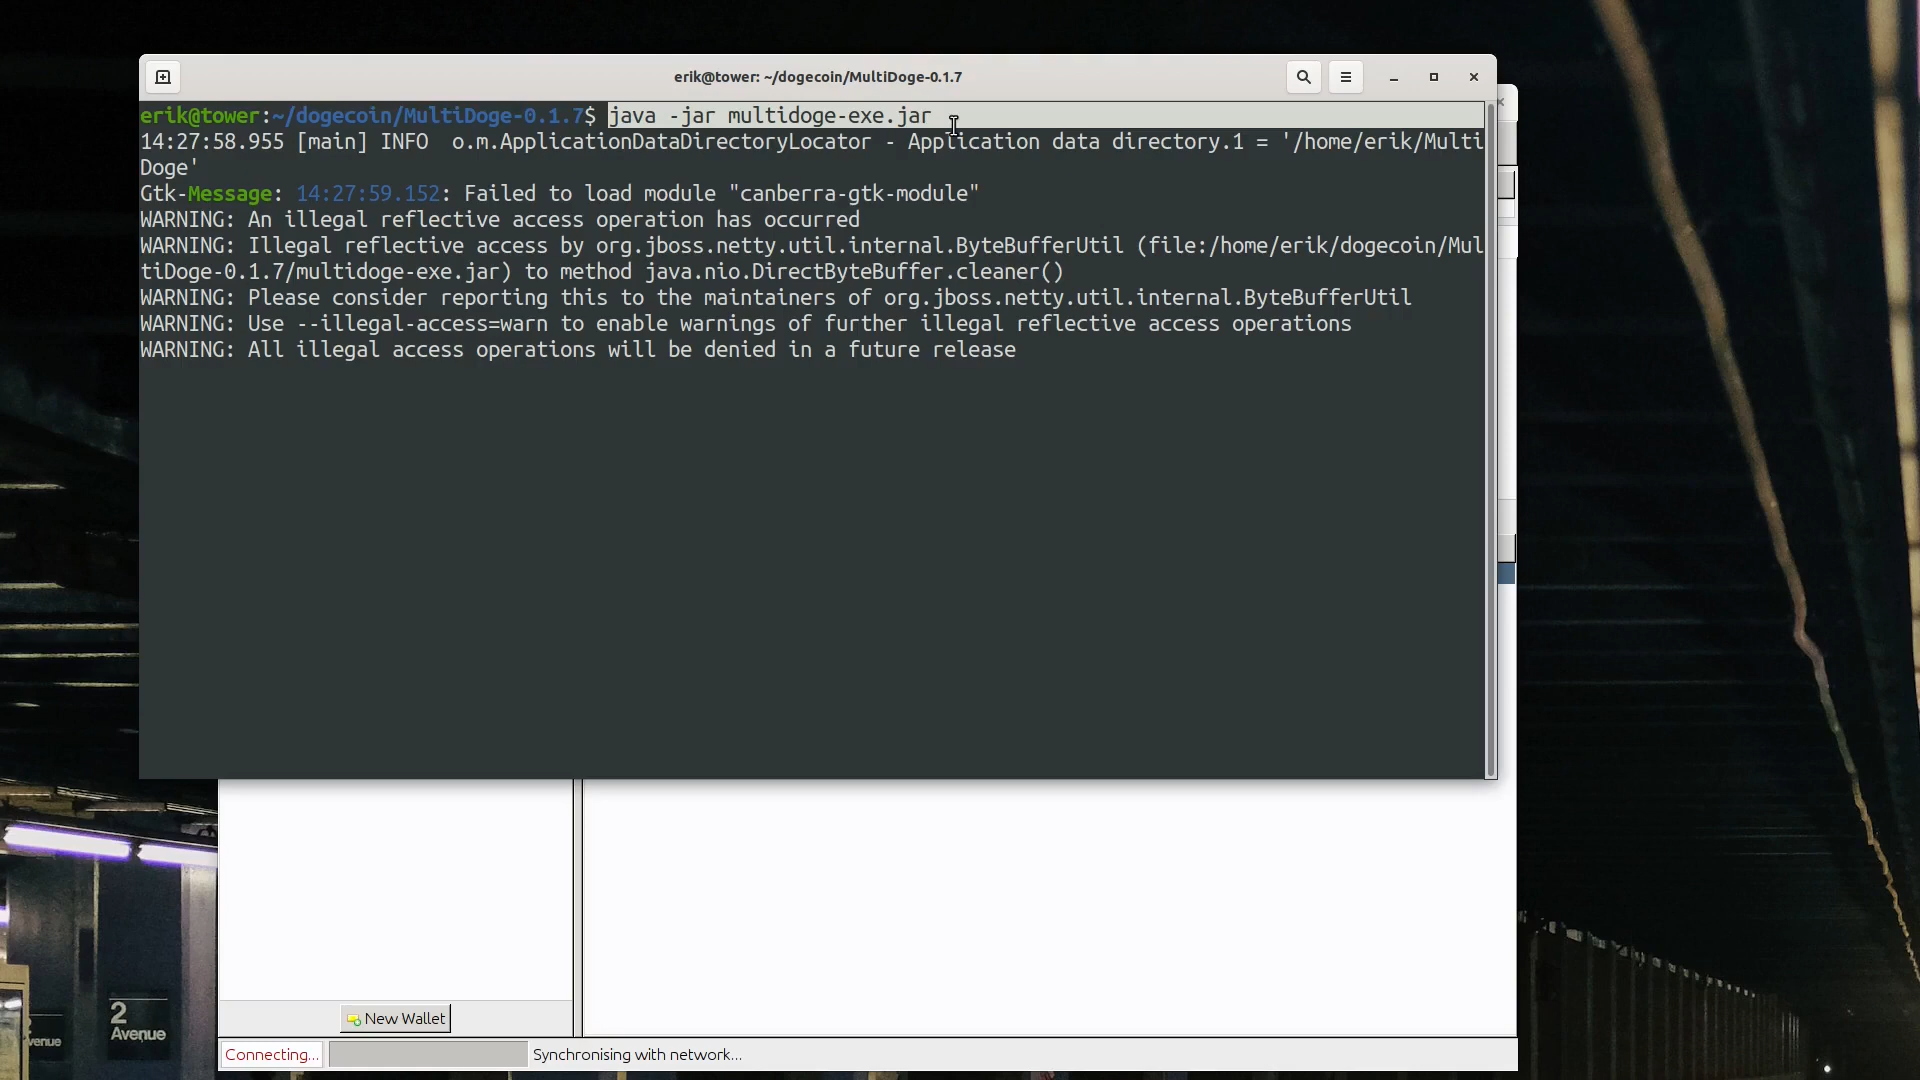 erik@tower: ~/dogecoin/MultiDoge-0.1.7
erik@tower:~/dogecoin/MultiDoge-0.1.7$ java -jar multidoge-exe.jar
14:27:58.955 [main] INFO  o.m.ApplicationDataDirectoryLocator - Application data directory.1 = '/home/erik/Multi
Doge'
Gtk-Message: 14:27:59.152: Failed to load module "canberra-gtk-module"
WARNING: An illegal reflective access operation has occurred
WARNING: Illegal reflective access by org.jboss.netty.util.internal.ByteBufferUtil (file:/home/erik/dogecoin/Mul
tiDoge-0.1.7/multidoge-exe.jar) to method java.nio.DirectByteBuffer.cleaner()
WARNING: Please consider reporting this to the maintainers of org.jboss.netty.util.internal.ByteBufferUtil
WARNING: Use --illegal-access=warn to enable warnings of further illegal reflective access operations
WARNING: All illegal access operations will be denied in a future release
New Wallet
Connecting...
Synchronising with network...
2
Avenue
2
venue